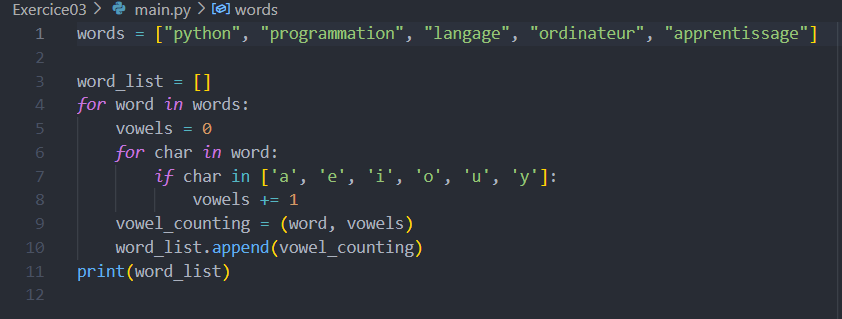 Exercice03 > main.py > words
1 words = ["python", "programmation", "langage", "ordinateur", "apprentissage"]
2
3 word_list = []
4 for word in words:
5     vowels = 0
6     for char in word:
7         if char in ['a', 'e', 'i', 'o', 'u', 'y']:
8             vowels += 1
9     vowel_counting = (word, vowels)
10     word_list.append(vowel_counting)
11 print(word_list)
12